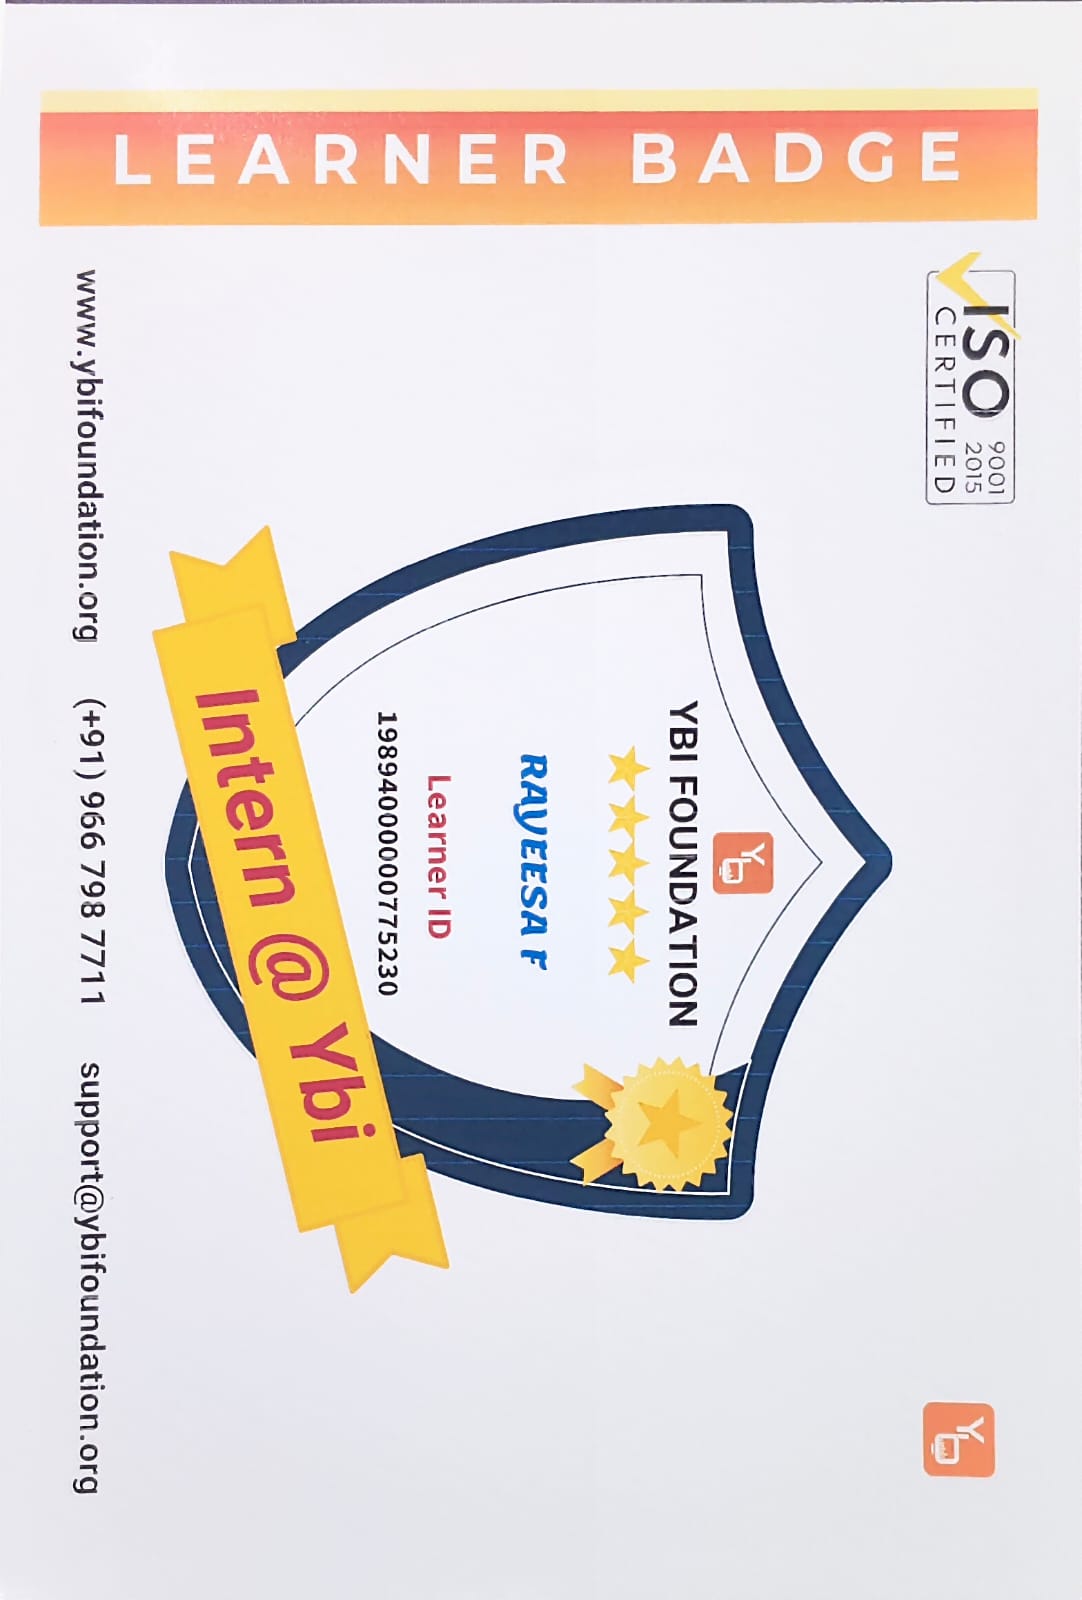 LEARNER BADGE
ISO 9001
2015
CERTIFIED
Yb
Yb
YBI FOUNDATION
RAYEESA F
Learner ID
19894000000775230
Intern @ Ybi
www.ybifoundation.org (+91) 966 798 7711 support@ybifoundation.org